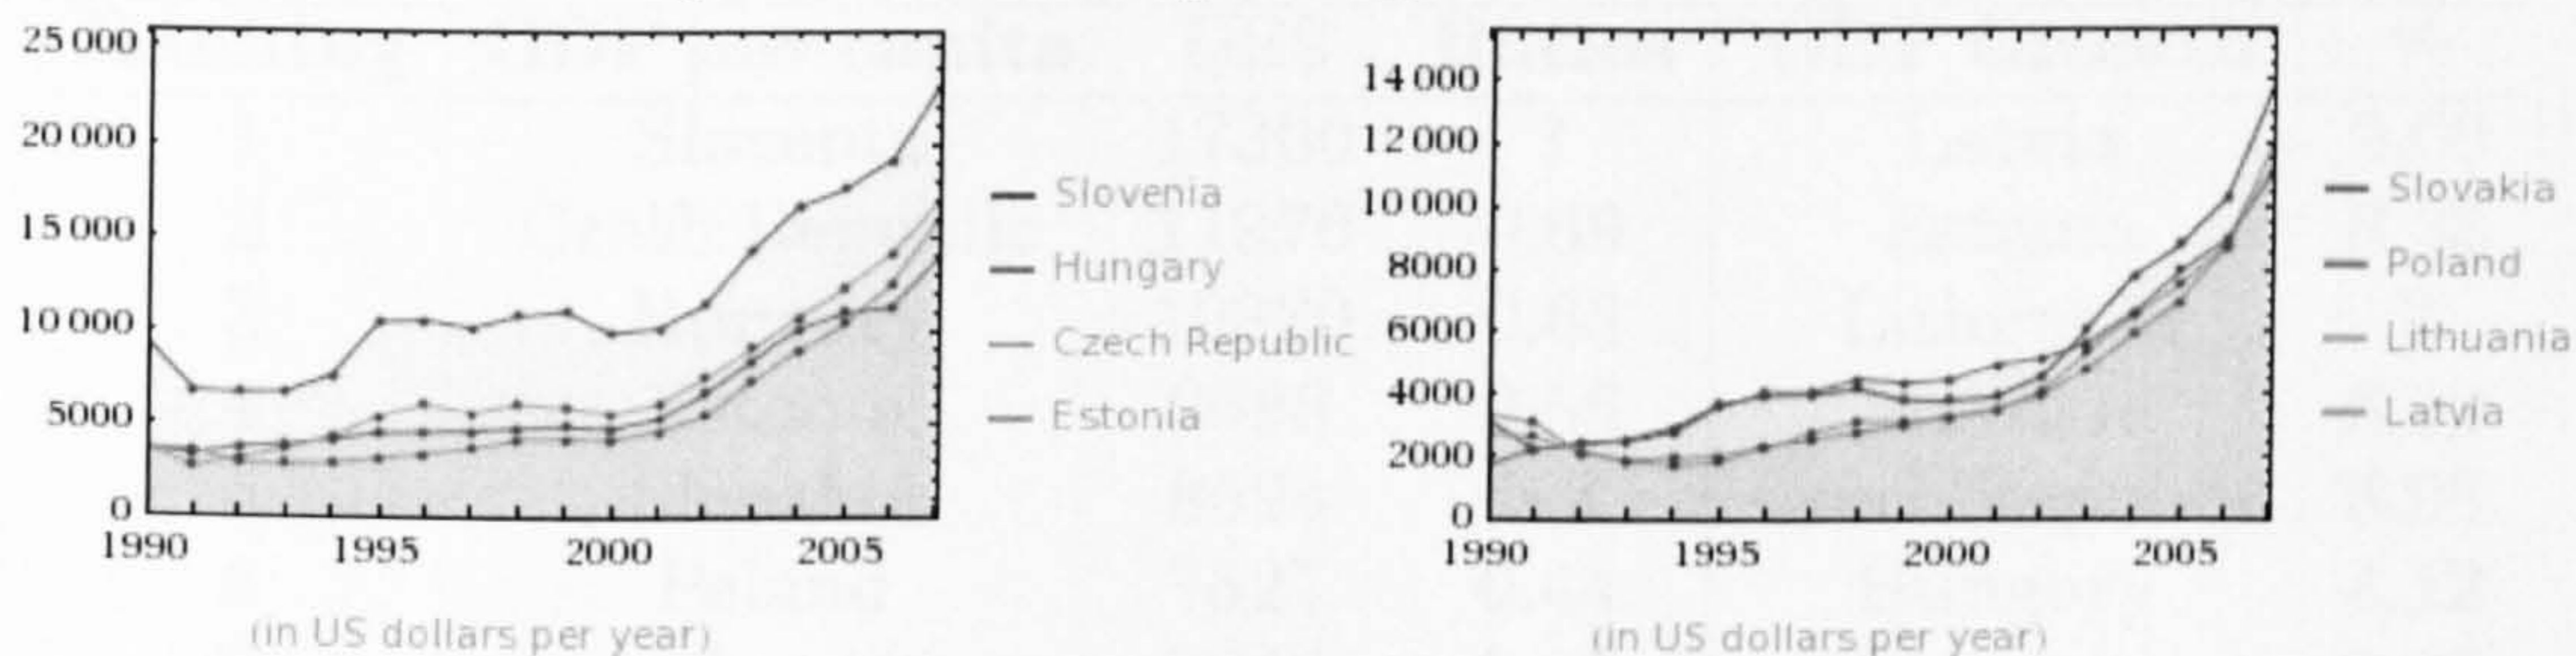 25 000
20 000
15 000
10 000
5000
0
1990 1995 2000 2005
(in US dollars per year)
Slovenia
Hungary
Czech Republic
Estonia
14 000
12 000
10 000
8000
6000
4000
2000
0
1990 1995 2000 2005
(in US dollars per year)
Slovakia
Poland
Lithuania
Latvia